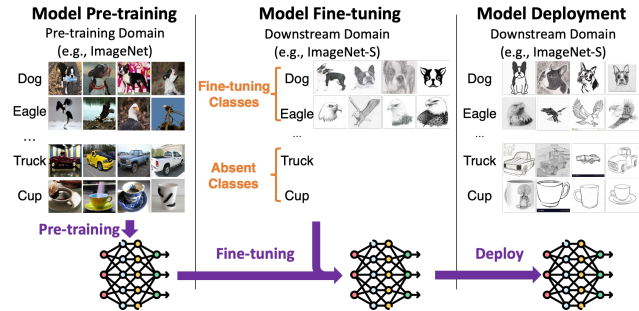 Model Pre-training
Pre-training Domain
(e.g., ImageNet)
Dog
Eagle
...
Truck
Cup
Pre-training
Model Fine-tuning
Downstream Domain
(e.g., ImageNet-S)
Fine-tuning
Classes
Dog
Eagle
...
Absent
Classes
Truck
Cup
Fine-tuning
Model Deployment
Downstream Domain
(e.g., ImageNet-S)
Dog
Eagle
...
Truck
Cup
Deploy